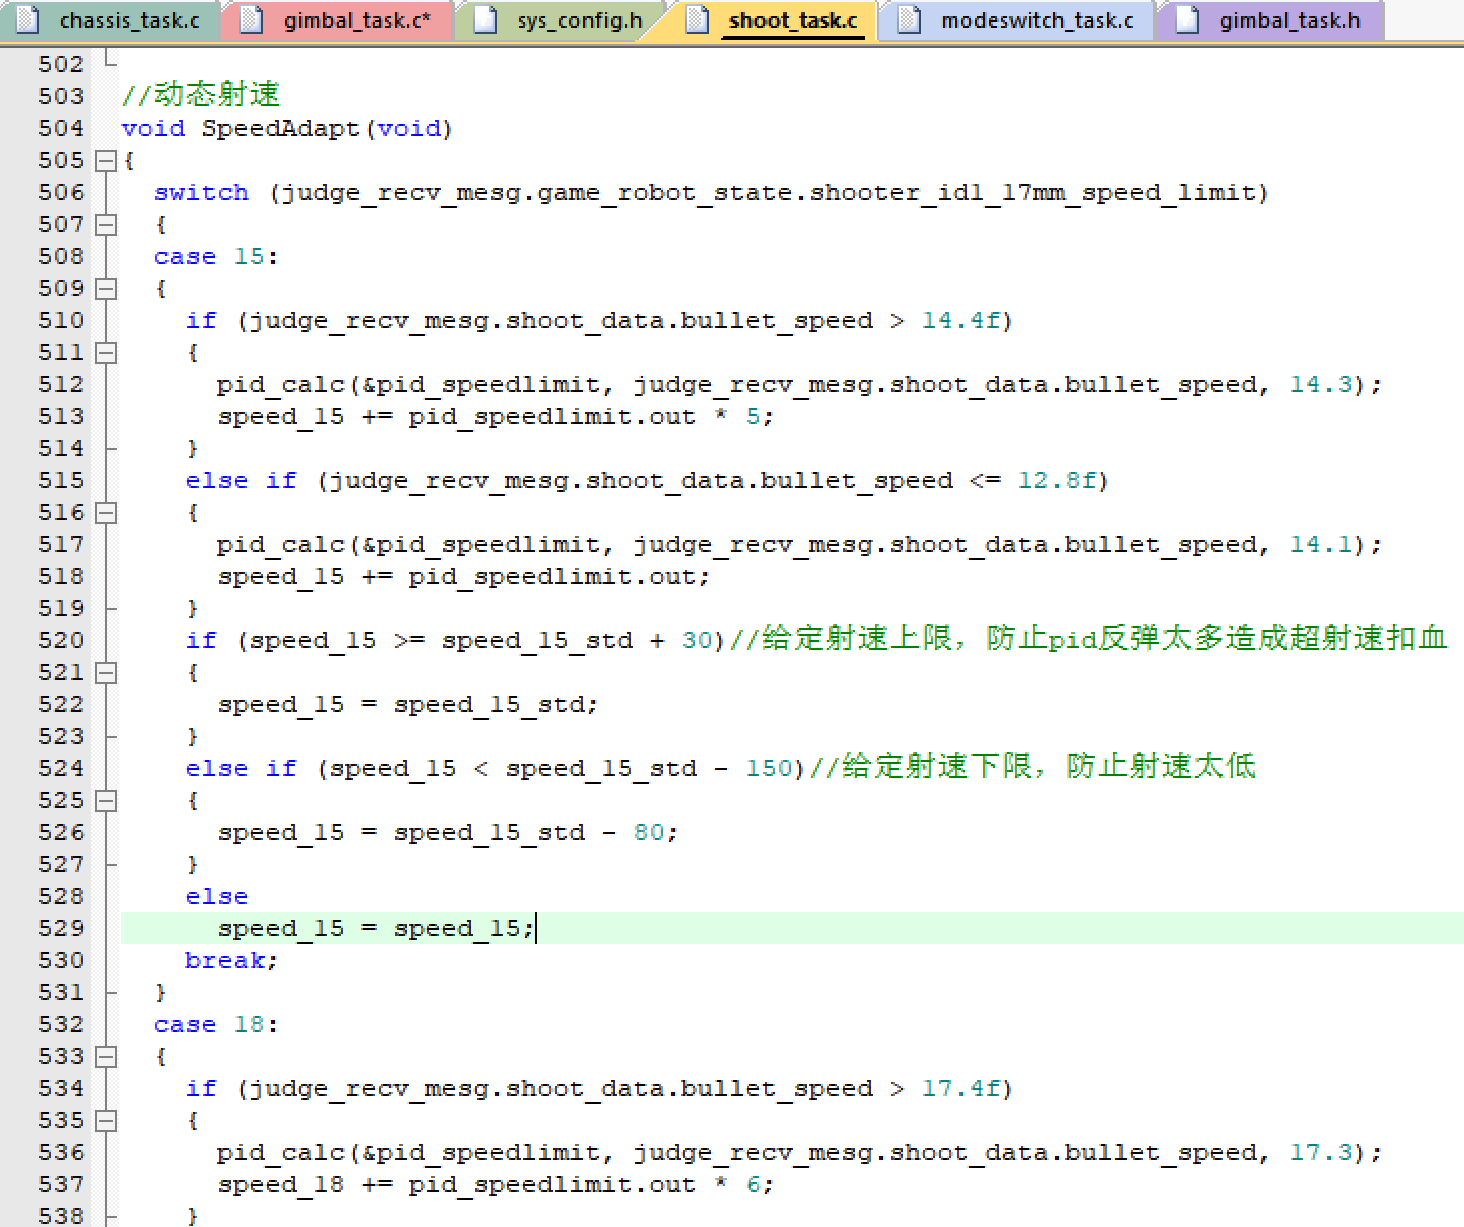 chassis_task.c gimbal_task.c* sys_config.h shoot_task.c modeswitch_task.c gimbal_task.h
502
503 //动态射速
504 void SpeedAdapt(void)
505 {
506 switch (judge_recv_mesg.game_robot_state.shooter_id1_17mm_speed_limit)
507 {
508 case 15:
509 {
510 if (judge_recv_mesg.shoot_data.bullet_speed > 14.4f)
511 {
512 pid_calc(&pid_speedlimit, judge_recv_mesg.shoot_data.bullet_speed, 14.3);
513 speed_15 += pid_speedlimit.out * 5;
514 }
515 else if (judge_recv_mesg.shoot_data.bullet_speed <= 12.8f)
516 {
517 pid_calc(&pid_speedlimit, judge_recv_mesg.shoot_data.bullet_speed, 14.1);
518 speed_15 += pid_speedlimit.out;
519 }
520 if (speed_15 >= speed_15_std + 30)//给定射速上限，防止pid反弹太多造成超射速扣血
521 {
522 speed_15 = speed_15_std;
523 }
524 else if (speed_15 < speed_15_std - 150)//给定射速下限，防止射速太低
525 {
526 speed_15 = speed_15_std - 80;
527 }
528 else
529 speed_15 = speed_15;
530 break;
531 }
532 case 18:
533 {
534 if (judge_recv_mesg.shoot_data.bullet_speed > 17.4f)
535 {
536 pid_calc(&pid_speedlimit, judge_recv_mesg.shoot_data.bullet_speed, 17.3);
537 speed_18 += pid_speedlimit.out * 6;
538 }